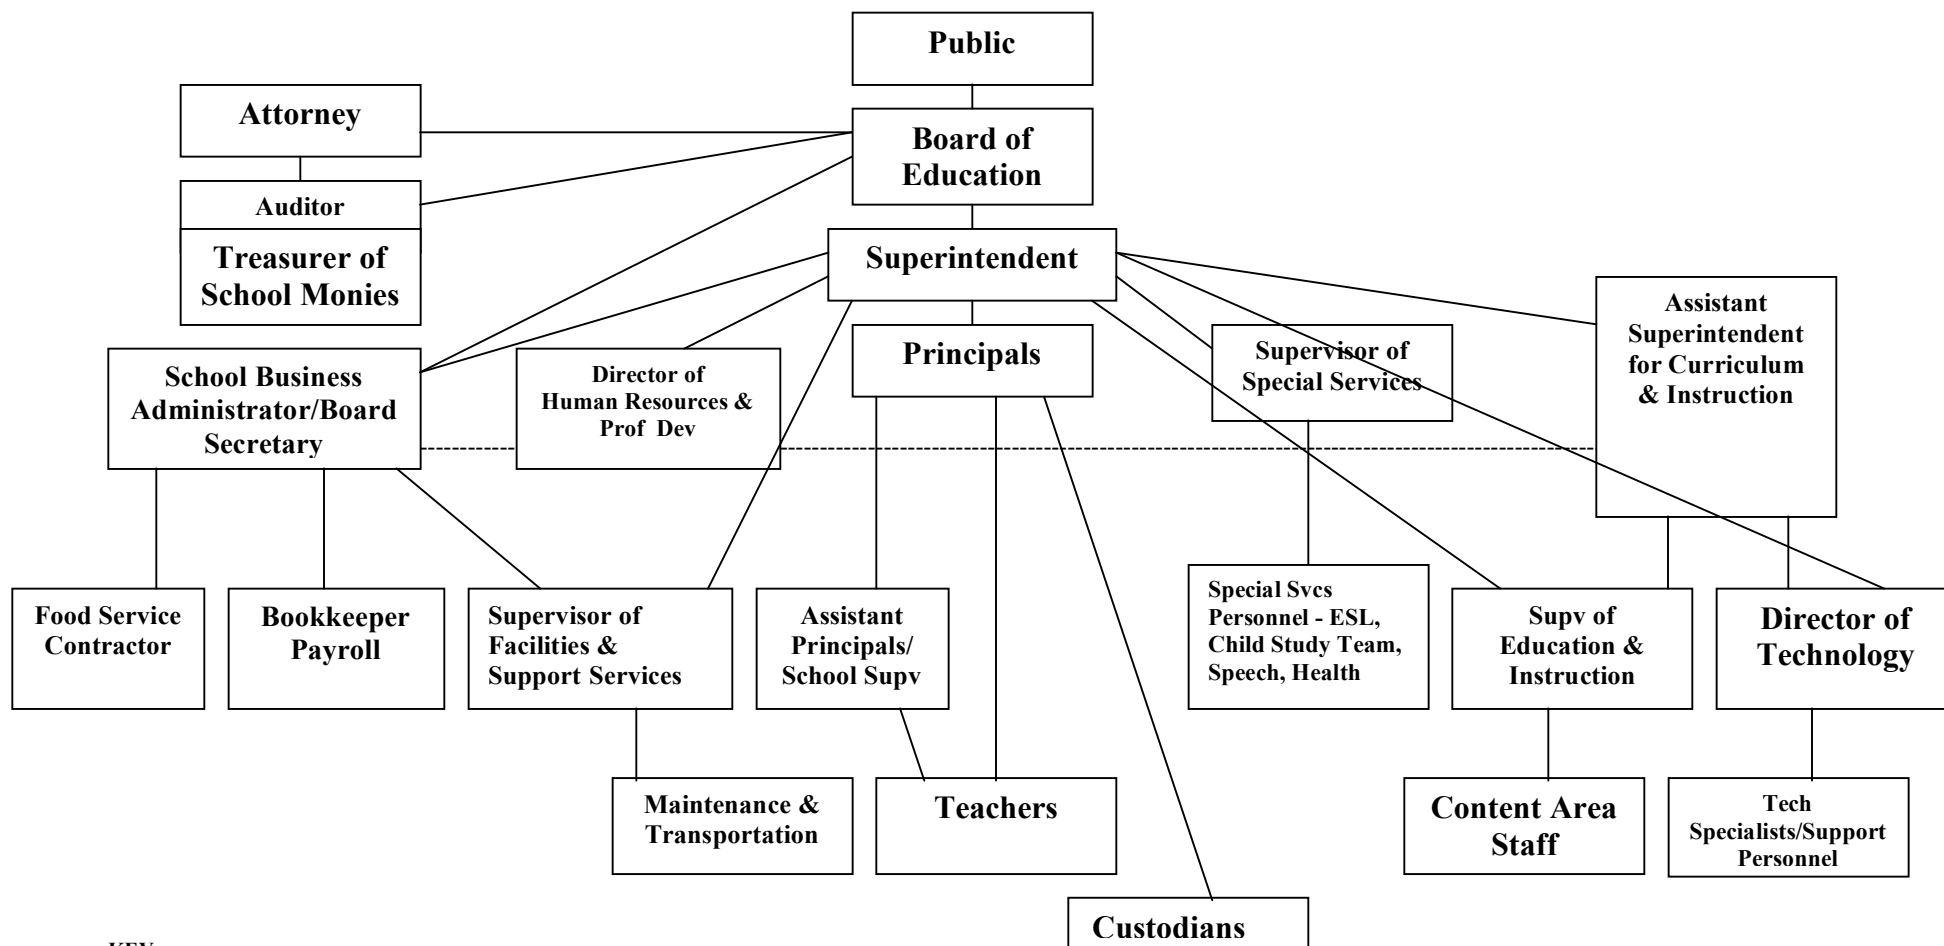 Public
Attorney
Board of
Education
Auditor
Treasurer of
School Monies
Superintendent
Assistant
Superintendent
for Curriculum
& Instruction
Principals
Supervisor of
Special Services
School Business
Administrator/Board
Secretary
Director of
Human Resources &
Prof Dev
Food Service
Contractor
Bookkeeper
Payroll
Supervisor of
Facilities &
Support Services
Assistant
Principals/
School Supv
Special Svcs
Personnel - ESL,
Child Study Team,
Speech, Health
Supv of
Education &
Instruction
Director of
Technology
Maintenance &
Transportation
Teachers
Content Area
Staff
Tech
Specialists/Support
Personnel
Custodians
KEY